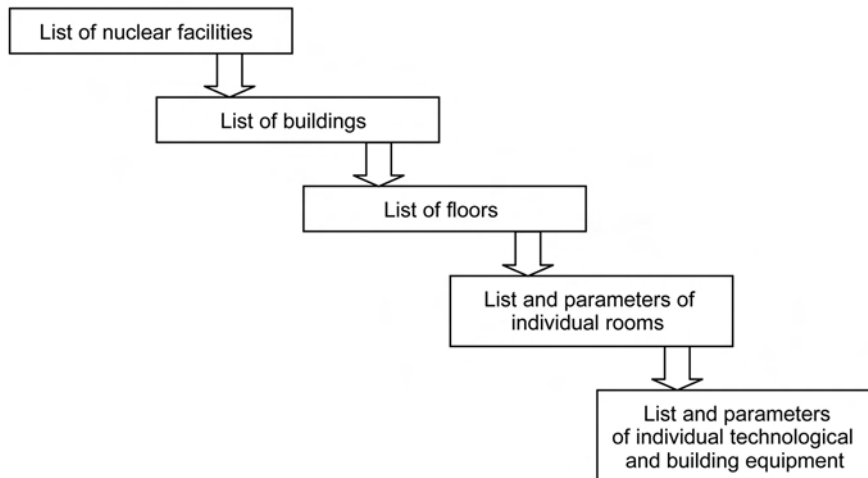 List of nuclear facilities
List of buildings
List of floors
List and parameters of
individual rooms
List and parameters
of individual technological
and building equipment